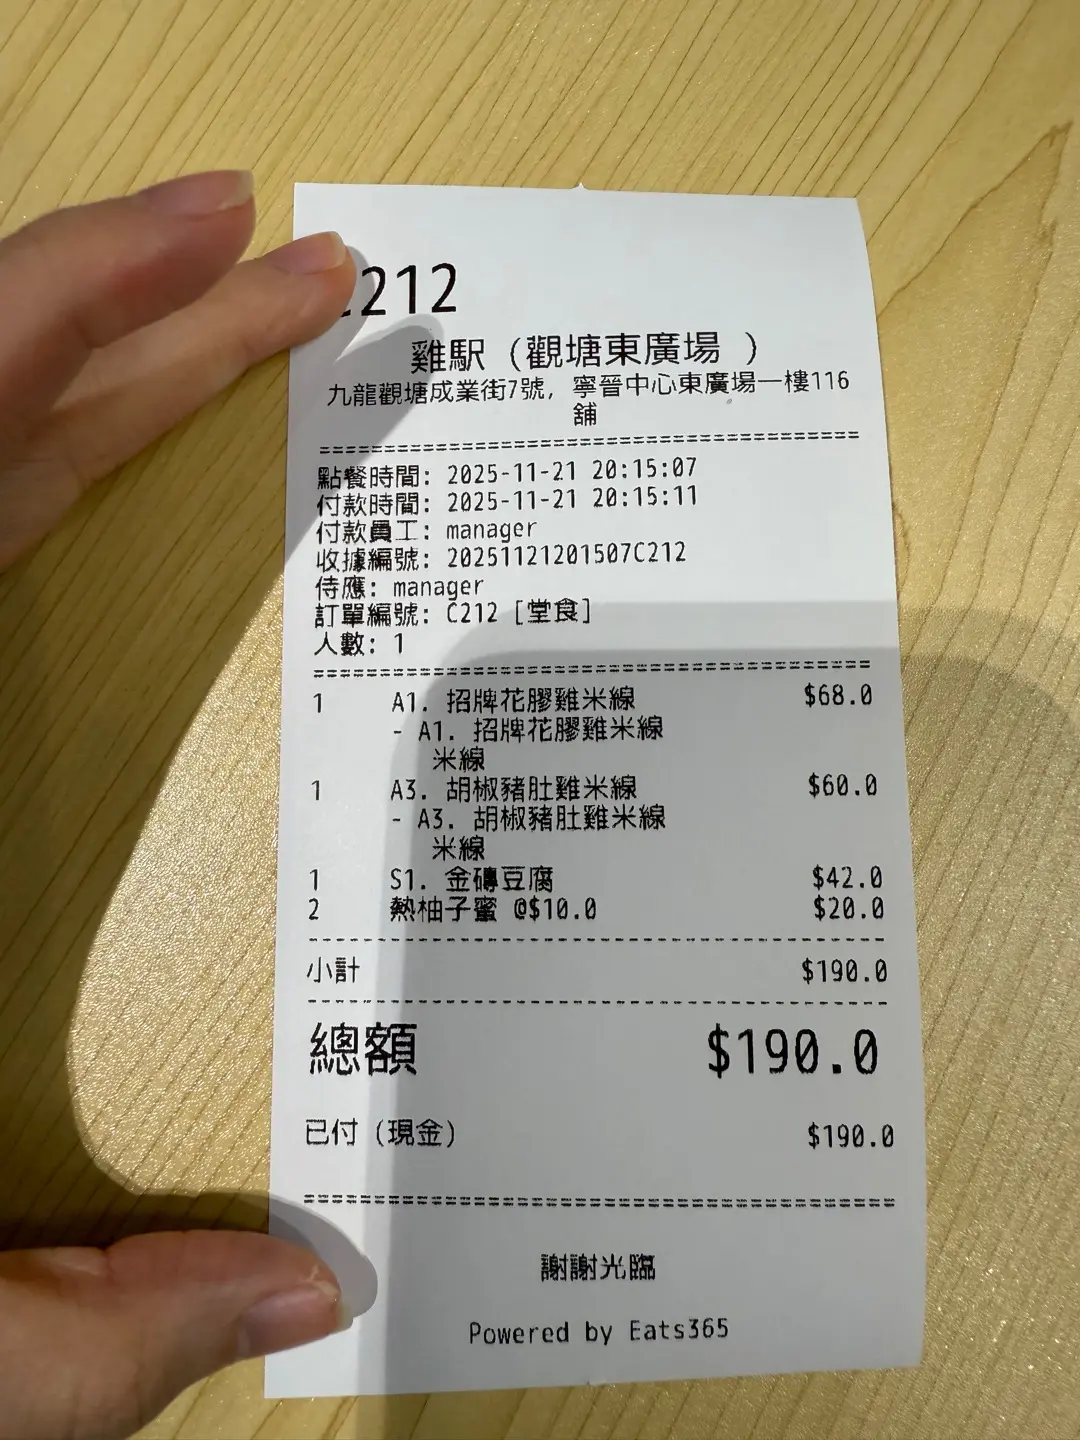 C212
雞駅（觀塘東廣場 ）
九龍觀塘成業街7號，寧晉中心東廣場一樓116
舖
點餐時間: 2025-11-21 20:15:07
付款時間: 2025-11-21 20:15:11
付款員工: manager
收據編號: 20251121201507C212
侍應: manager
訂單編號: C212 [堂食]
人數: 1
1 A1. 招牌花膠雞米線 $68.0
- A1. 招牌花膠雞米線
米線
1 A3. 胡椒豬肚雞米線 $60.0
- A3. 胡椒豬肚雞米線
米線
1 S1. 金磚豆腐 $42.0
2 熱柚子蜜 @$10.0 $20.0
小計 $190.0
總額 $190.0
已付（現金） $190.0
謝謝光臨
Powered by Eats365